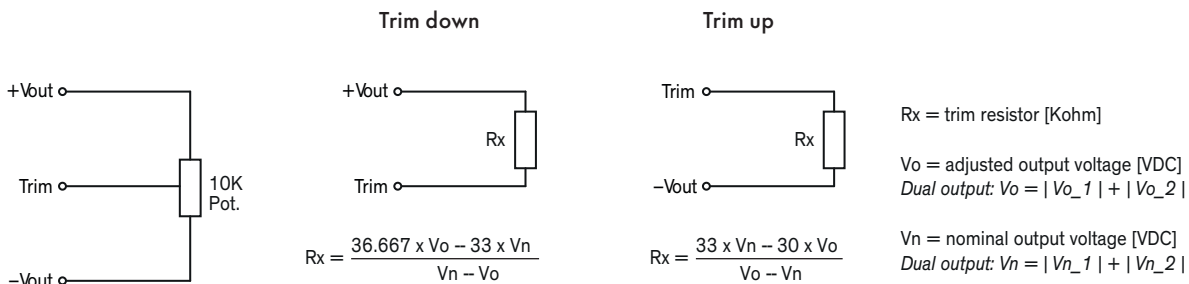 Trim down
Trim up
+Vout
Trim
10K
Pot.
–Vout
+Vout
Rx
Trim
Rx = 36.667 x Vo – 33 x Vn
Vn – Vo
Trim
Rx
–Vout
Rx = 33 x Vn – 30 x Vo
Vo – Vn
Rx = trim resistor [Kohm]
Vo = adjusted output voltage [VDC]
Dual output: Vo = | Vo_1 | + | Vo_2 |
Vn = nominal output voltage [VDC]
Dual output: Vn = | Vn_1 | + | Vn_2 |